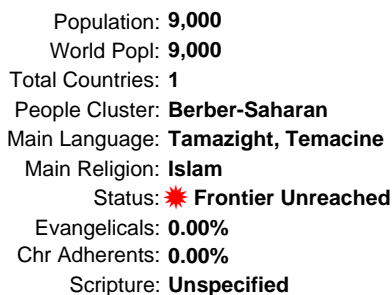 Population: 9,000
World Popl: 9,000
Total Countries: 1
People Cluster: Berber-Saharan
Main Language: Tamazight, Temacine
Main Religion: Islam
Status: Frontier Unreached
Evangelicals: 0.00%
Chr Adherents: 0.00%
Scripture: Unspecified